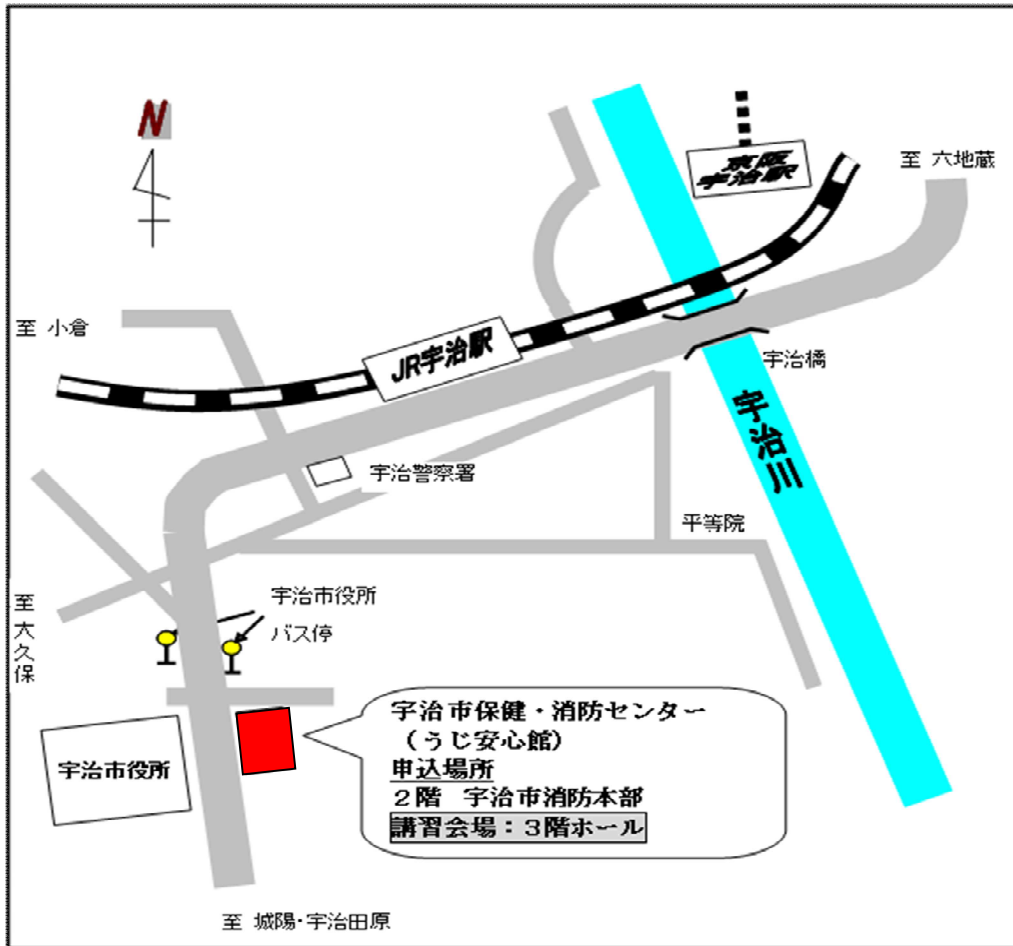 N
京阪
宇治駅
至 六地蔵
至 小倉
JR宇治駅
宇治橋
宇治川
宇治警察署
平等院
至 大久保
宇治市役所
バス停
宇治市役所
宇治市保健・消防センター
（うじ安心館）
申込場所
２階　宇治市消防本部
講習会場：３階ホール
至 城陽・宇治田原